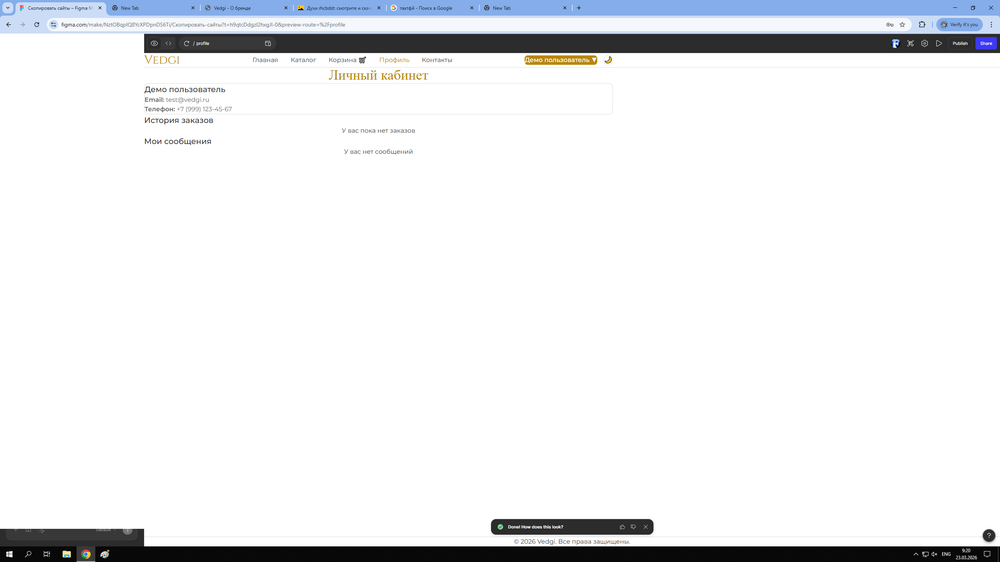 Скопировать сайты – Figma M
New Tab
Vedgi - О бренде
Духи rhcbdst: смотрите и скач
тахтфй - Поиск в Google
New Tab
figma.com/make/NztOBqpIQ8YcXPDpnDS6Ti/Скопировать-сайты?t=h9qtcDdgzl2hxgJI-0&preview-route=%2Fprofile
Verify it's you
/ profile
Publish
Share
VEDGI
Главная
Каталог
Корзина
Профиль
Контакты
Демо пользователь ▼
Личный кабинет
Демо пользователь
Email: test@vedgi.ru
Телефон: +7 (999) 123-45-67
История заказов
У вас пока нет заказов
Мои сообщения
У вас нет сообщений
Done! How does this look?
Default
?
© 2026 Vedgi. Все права защищены.
ENG
9:20
23.03.2026